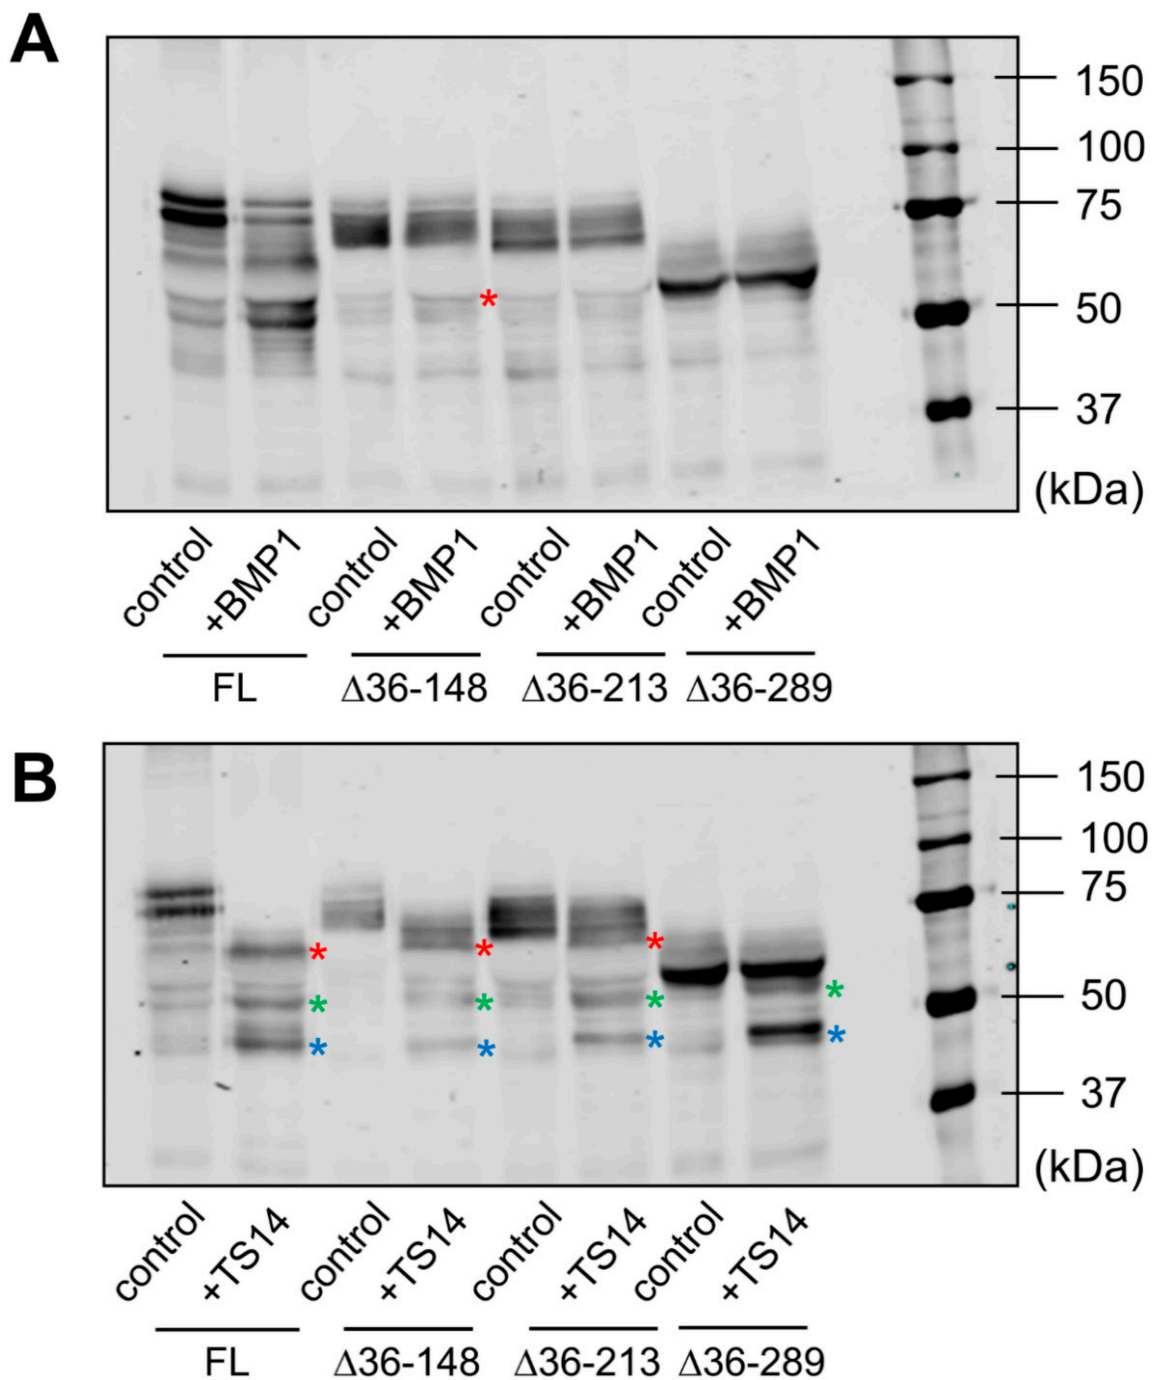 A
150
100
75
50
37
(kDa)
control +BMP1 control +BMP1 control +BMP1 control +BMP1
FL Δ36-148 Δ36-213 Δ36-289
B
150
100
75
50
37
(kDa)
control +TS14 control +TS14 control +TS14 control +TS14
FL Δ36-148 Δ36-213 Δ36-289